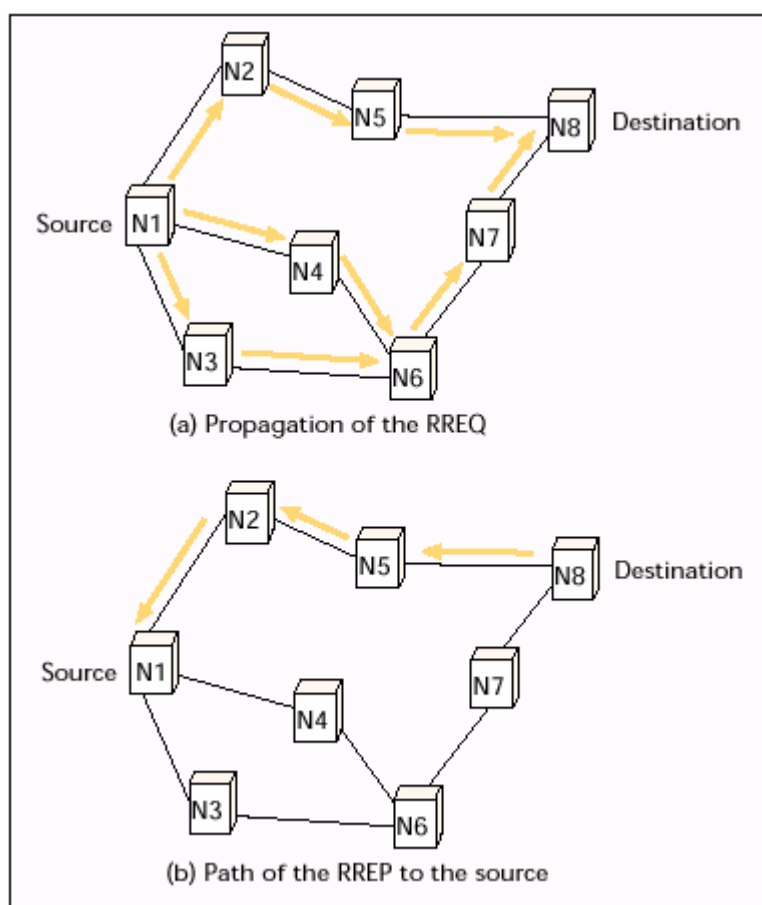 N2
N5
N8 Destination
Source N1
N7
N4
N3
N6
(a) Propagation of the RREQ
N2
N5
N8 Destination
Source N1
N7
N4
N3
N6
(b) Path of the RREP to the source